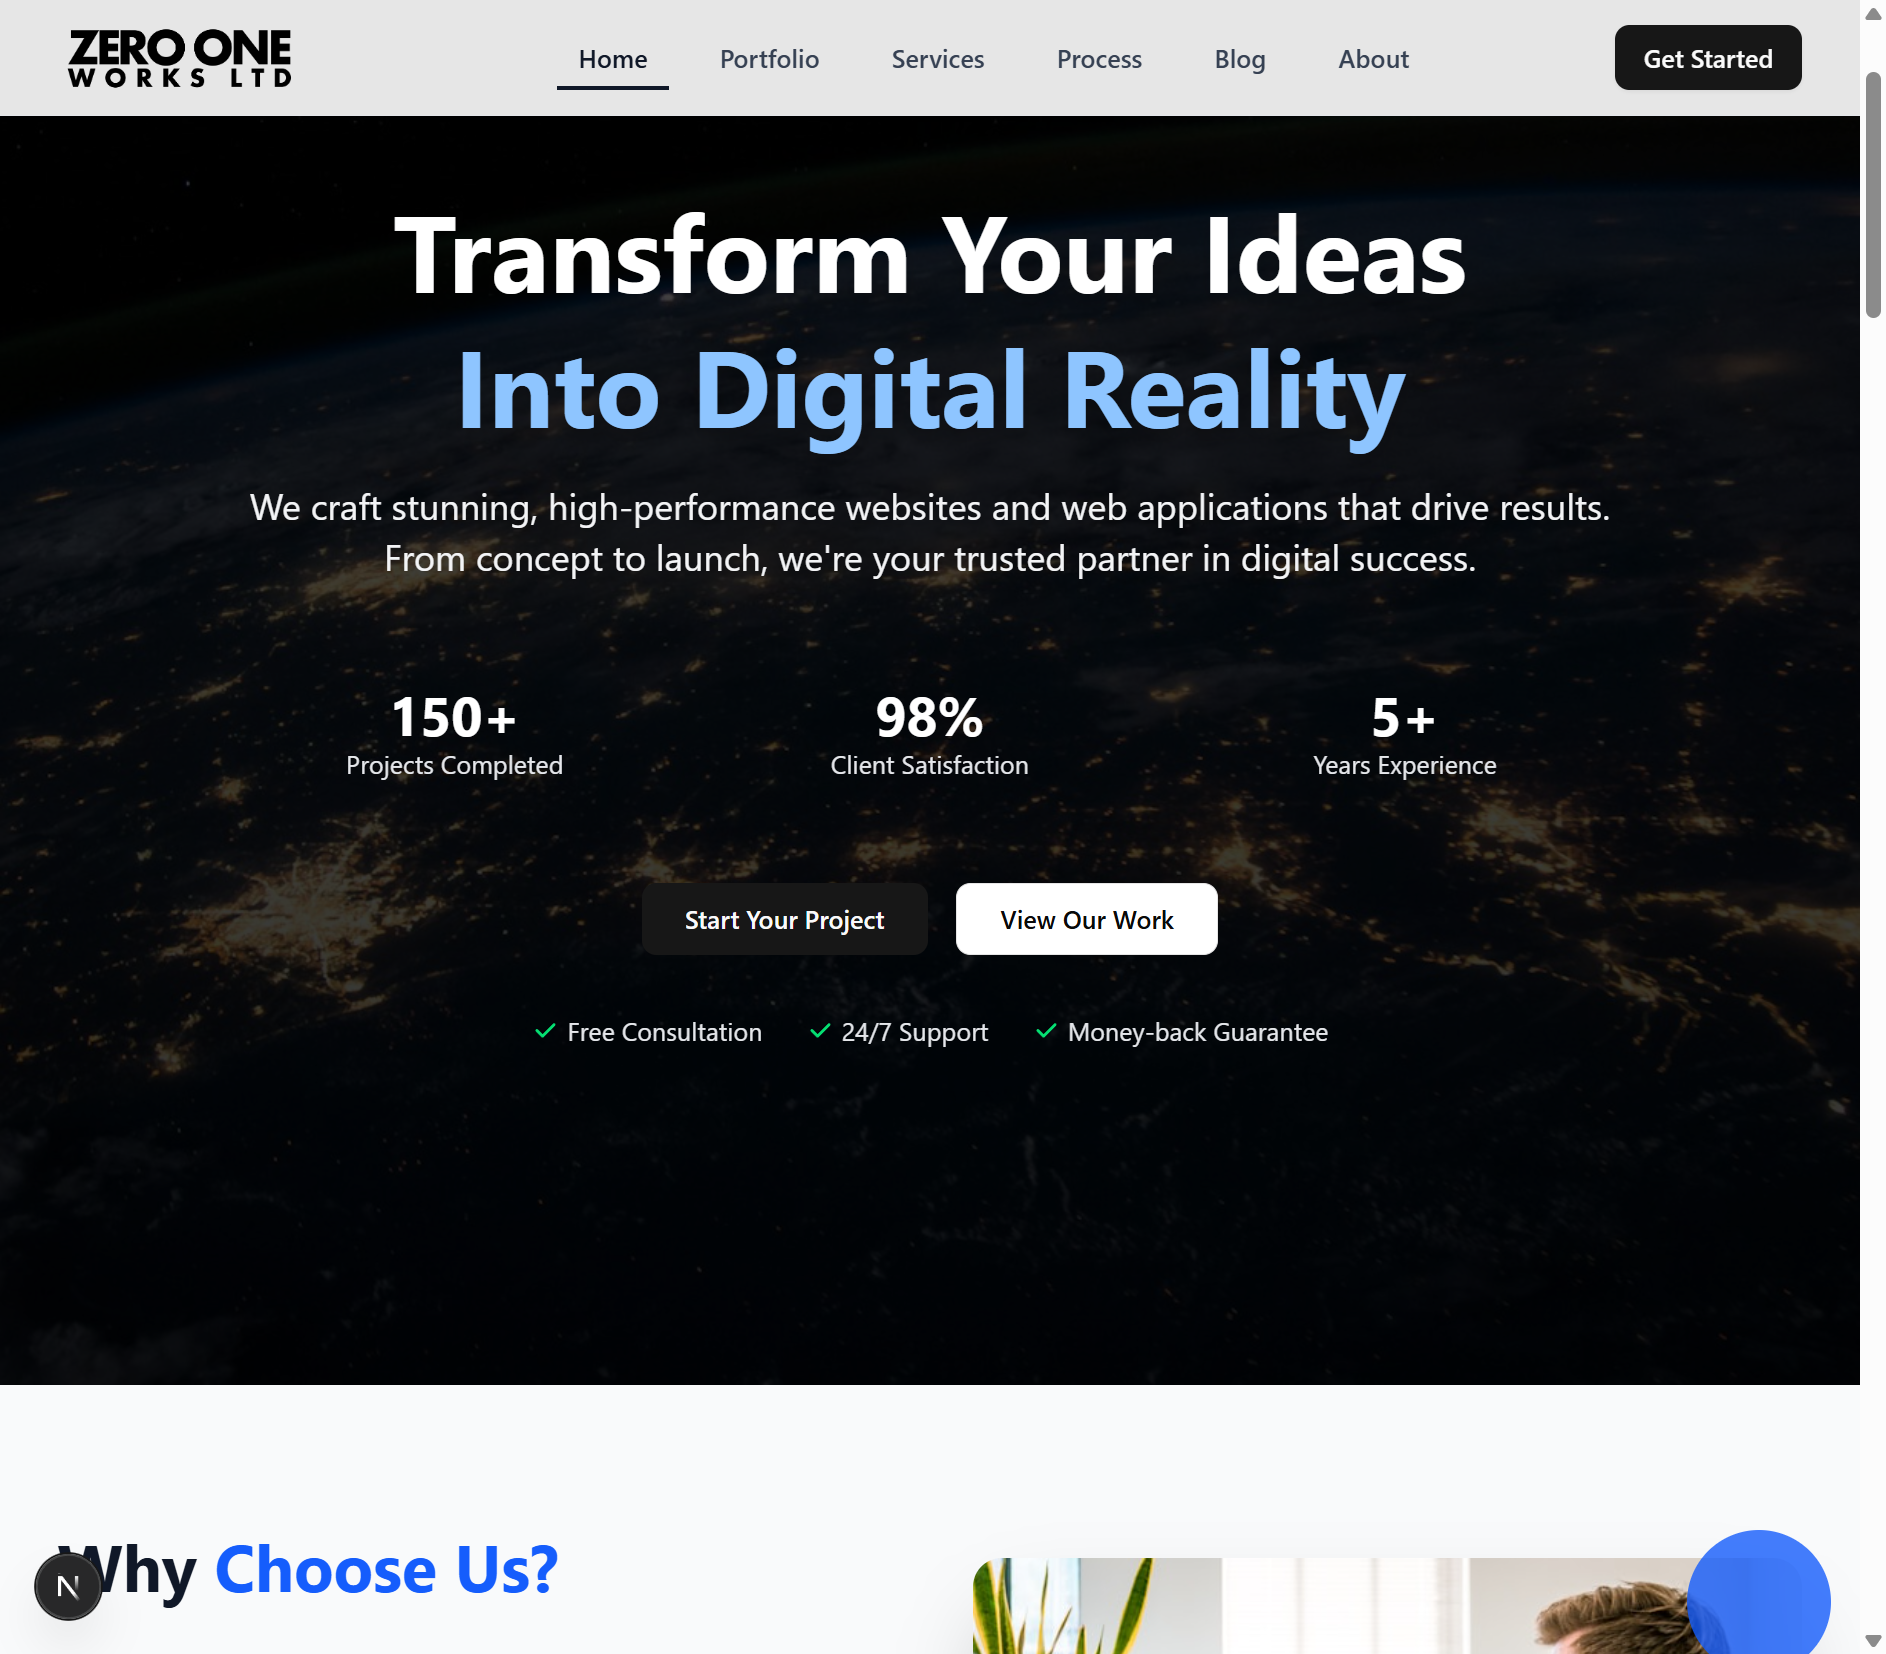 ZERO ONE
WORKS LTD
Home
Portfolio
Services
Process
Blog
About
Get Started
Transform Your Ideas
Into Digital Reality
We craft stunning, high-performance websites and web applications that drive results.
From concept to launch, we're your trusted partner in digital success.
150+
Projects Completed
98%
Client Satisfaction
5+
Years Experience
Start Your Project
View Our Work
Free Consultation
24/7 Support
Money-back Guarantee
Why Choose Us?
N